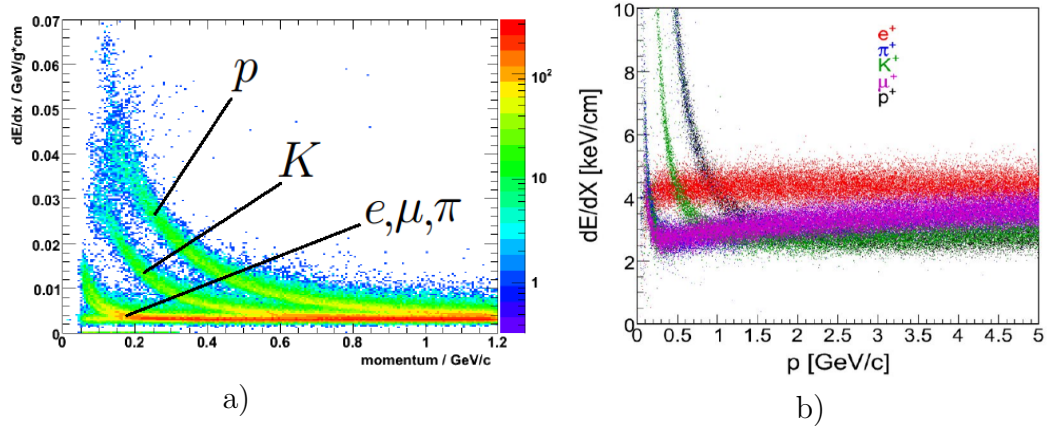 0.07
0.06
0.05
0.04
0.03
0.02
0.01
0
dE/dx / GeV/g*cm
p
K
e,μ,π
0 0.2 0.4 0.6 0.8 1 1.2
momentum / GeV/c
10²
10
1
a)
10
8
6
4
2
0
dE/dX [keV/cm]
e⁺
π⁺
K⁺
μ⁺
p⁺
0 0.5 1 1.5 2 2.5 3 3.5 4 4.5 5
p [GeV/c]
b)